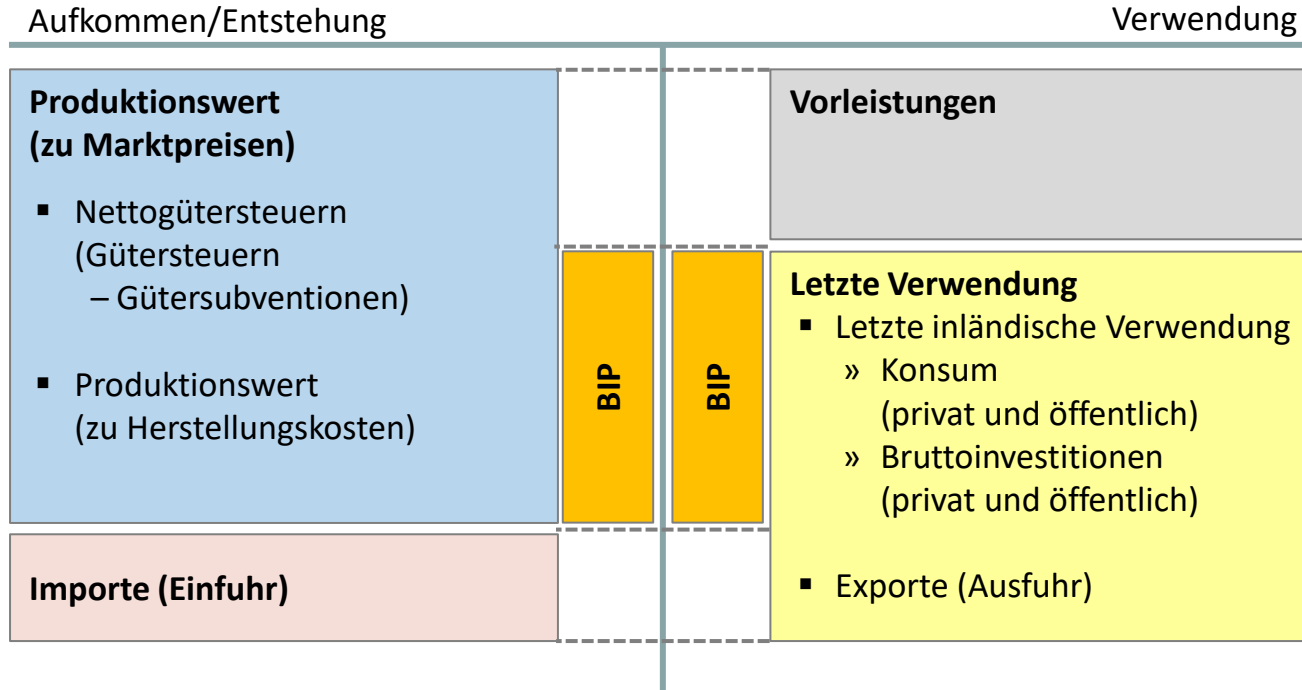 Aufkommen/Entstehung
Verwendung
Produktionswert
(zu Marktpreisen)
▪ Nettogütersteuern
(Gütersteuern
– Gütersubventionen)
▪ Produktionswert
(zu Herstellungskosten)
Importe (Einfuhr)
BIP
BIP
Vorleistungen
Letzte Verwendung
▪ Letzte inländische Verwendung
» Konsum
(privat und öffentlich)
» Bruttoinvestitionen
(privat und öffentlich)
▪ Exporte (Ausfuhr)